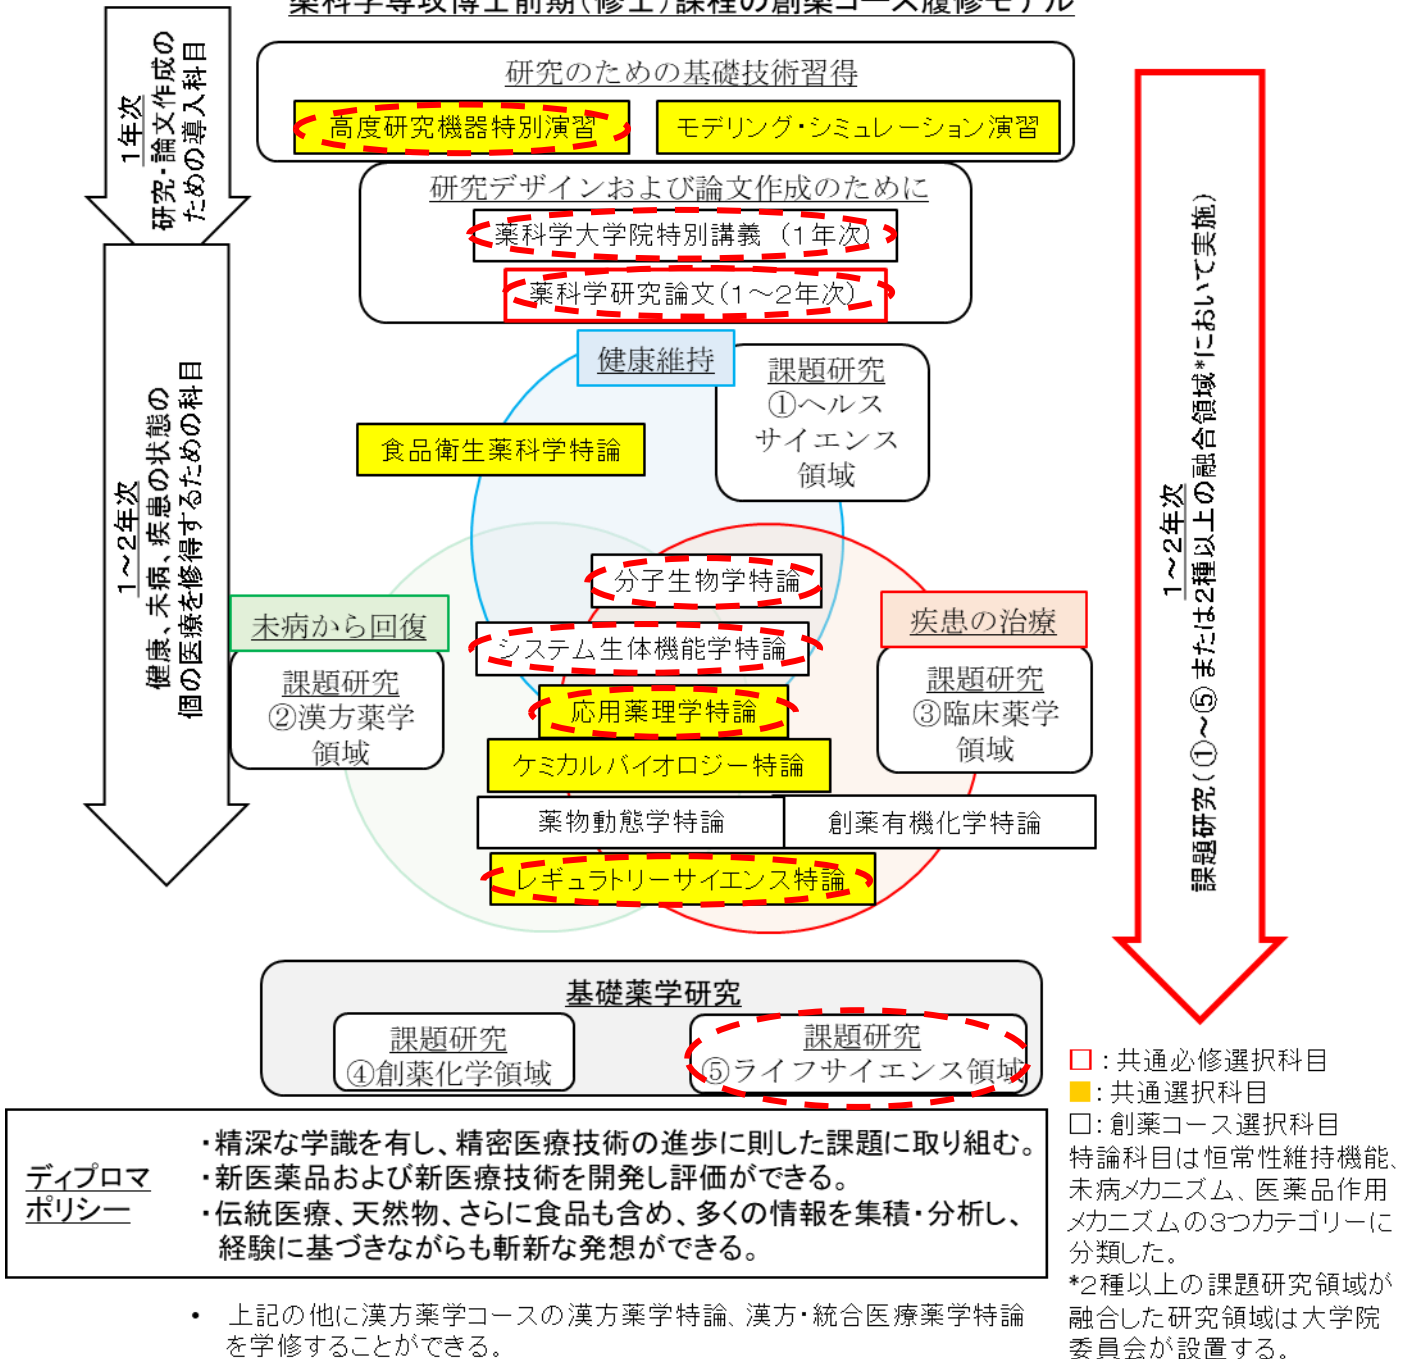 薬科学専攻博士前期(修士)課程の創薬コース履修モデル
1年次
研究・論文作成の
ための導入科目
研究のための基礎技術習得
高度研究機器特別演習
モデリング・シミュレーション演習
研究デザインおよび論文作成のために
薬科学大学院特別講義 (1年次)
薬科学研究論文(1～2年次)
健康維持
課題研究
①ヘルス
サイエンス
領域
食品衛生薬科学特論
1～2年次
健康、未病、疾患の状態の
個の医療を修得するための科目
分子生物学特論
未病から回復
課題研究
②漢方薬学
領域
システム生体機能学特論
疾患の治療
課題研究
③臨床薬学
領域
応用薬理学特論
ケミカルバイオロジー特論
薬物動態学特論
創薬有機化学特論
レギュラトリーサイエンス特論
1～2年次
課題研究(①～⑤または2種以上の融合領域*において実施)
基礎薬学研究
課題研究
④創薬化学領域
課題研究
⑤ライフサイエンス領域
□:共通必修選択科目
■:共通選択科目
□:創薬コース選択科目
特論科目は恒常性維持機能、
未病メカニズム、医薬品作用
メカニズムの3つカテゴリーに
分類した。
*2種以上の課題研究領域が
融合した研究領域は大学院
委員会が設置する。
ディプロマ
ポリシー
・精深な学識を有し、精密医療技術の進歩に則した課題に取り組む。
・新医薬品および新医療技術を開発し評価ができる。
・伝統医療、天然物、さらに食品も含め、多くの情報を集積・分析し、
経験に基づきながらも斬新な発想ができる。
• 上記の他に漢方薬学コースの漢方薬学特論、漢方・統合医療薬学特論
を学修することができる。